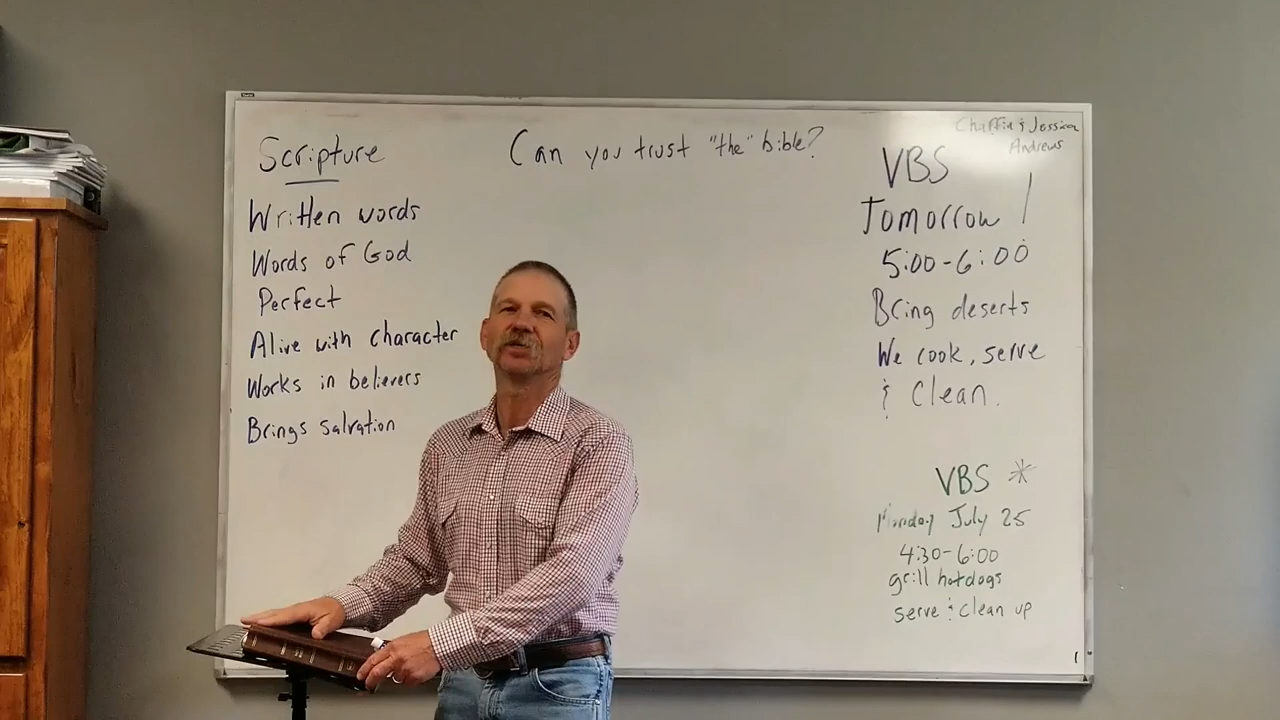 Scripture
Written words
Words of God
Perfect
Alive with character
Works in believers
Brings salvation
Can you trust "the" bible?
Chaffin & Jessica
Andrews
VBS
Tomorrow!
5:00-6:00
Bring deserts
We cook, serve
& Clean.
VBS *
Monday July 25
4:30-6:00
grill hotdogs
serve & clean up